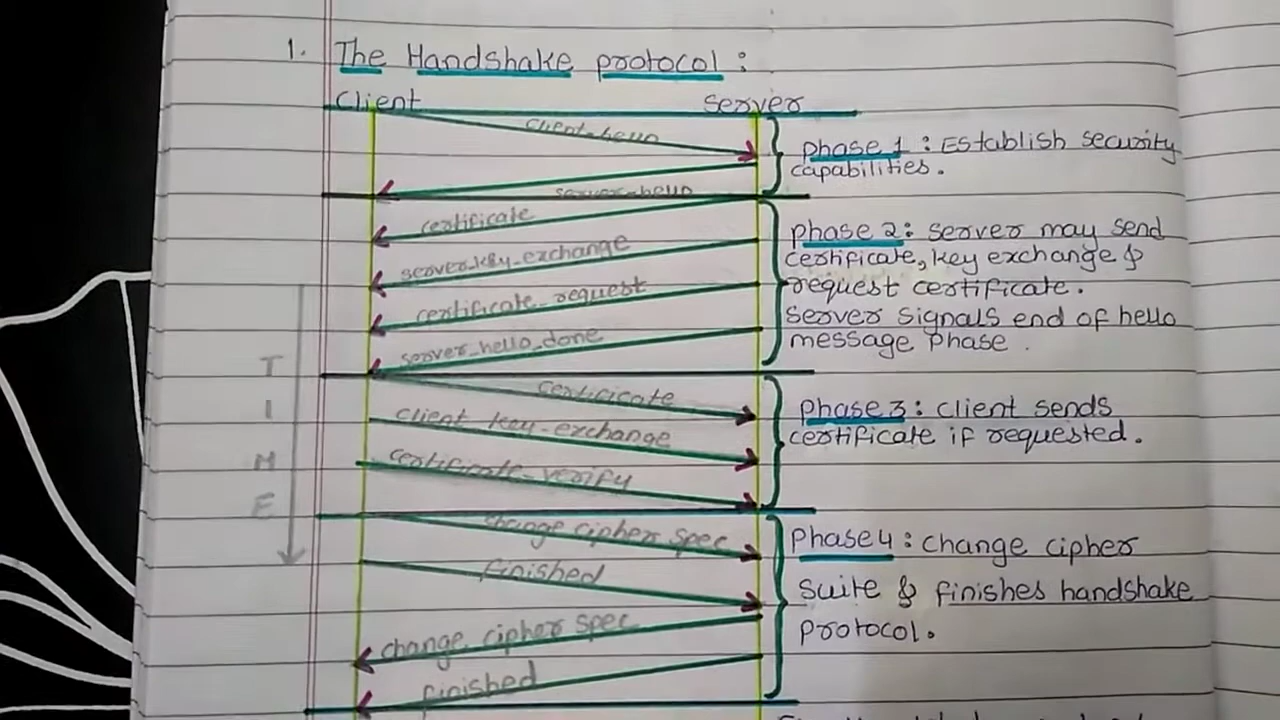 1. The Handshake protocol :
Client server
client_hello
Phase 1 : Establish security
capabilities.
server_hello
certificate
Phase 2: server may send
certificate, key exchange &
server_key_exchange
request certificate.
certificate_request
server signals end of hello
message phase.
server_hello_done
TIME
certificate
Phase 3 : client sends
certificate if requested.
client_key_exchange
certificate_verify
change cipher spec
Phase 4 : change cipher
finished
suite & finishes handshake
protocol.
change cipher spec
finished